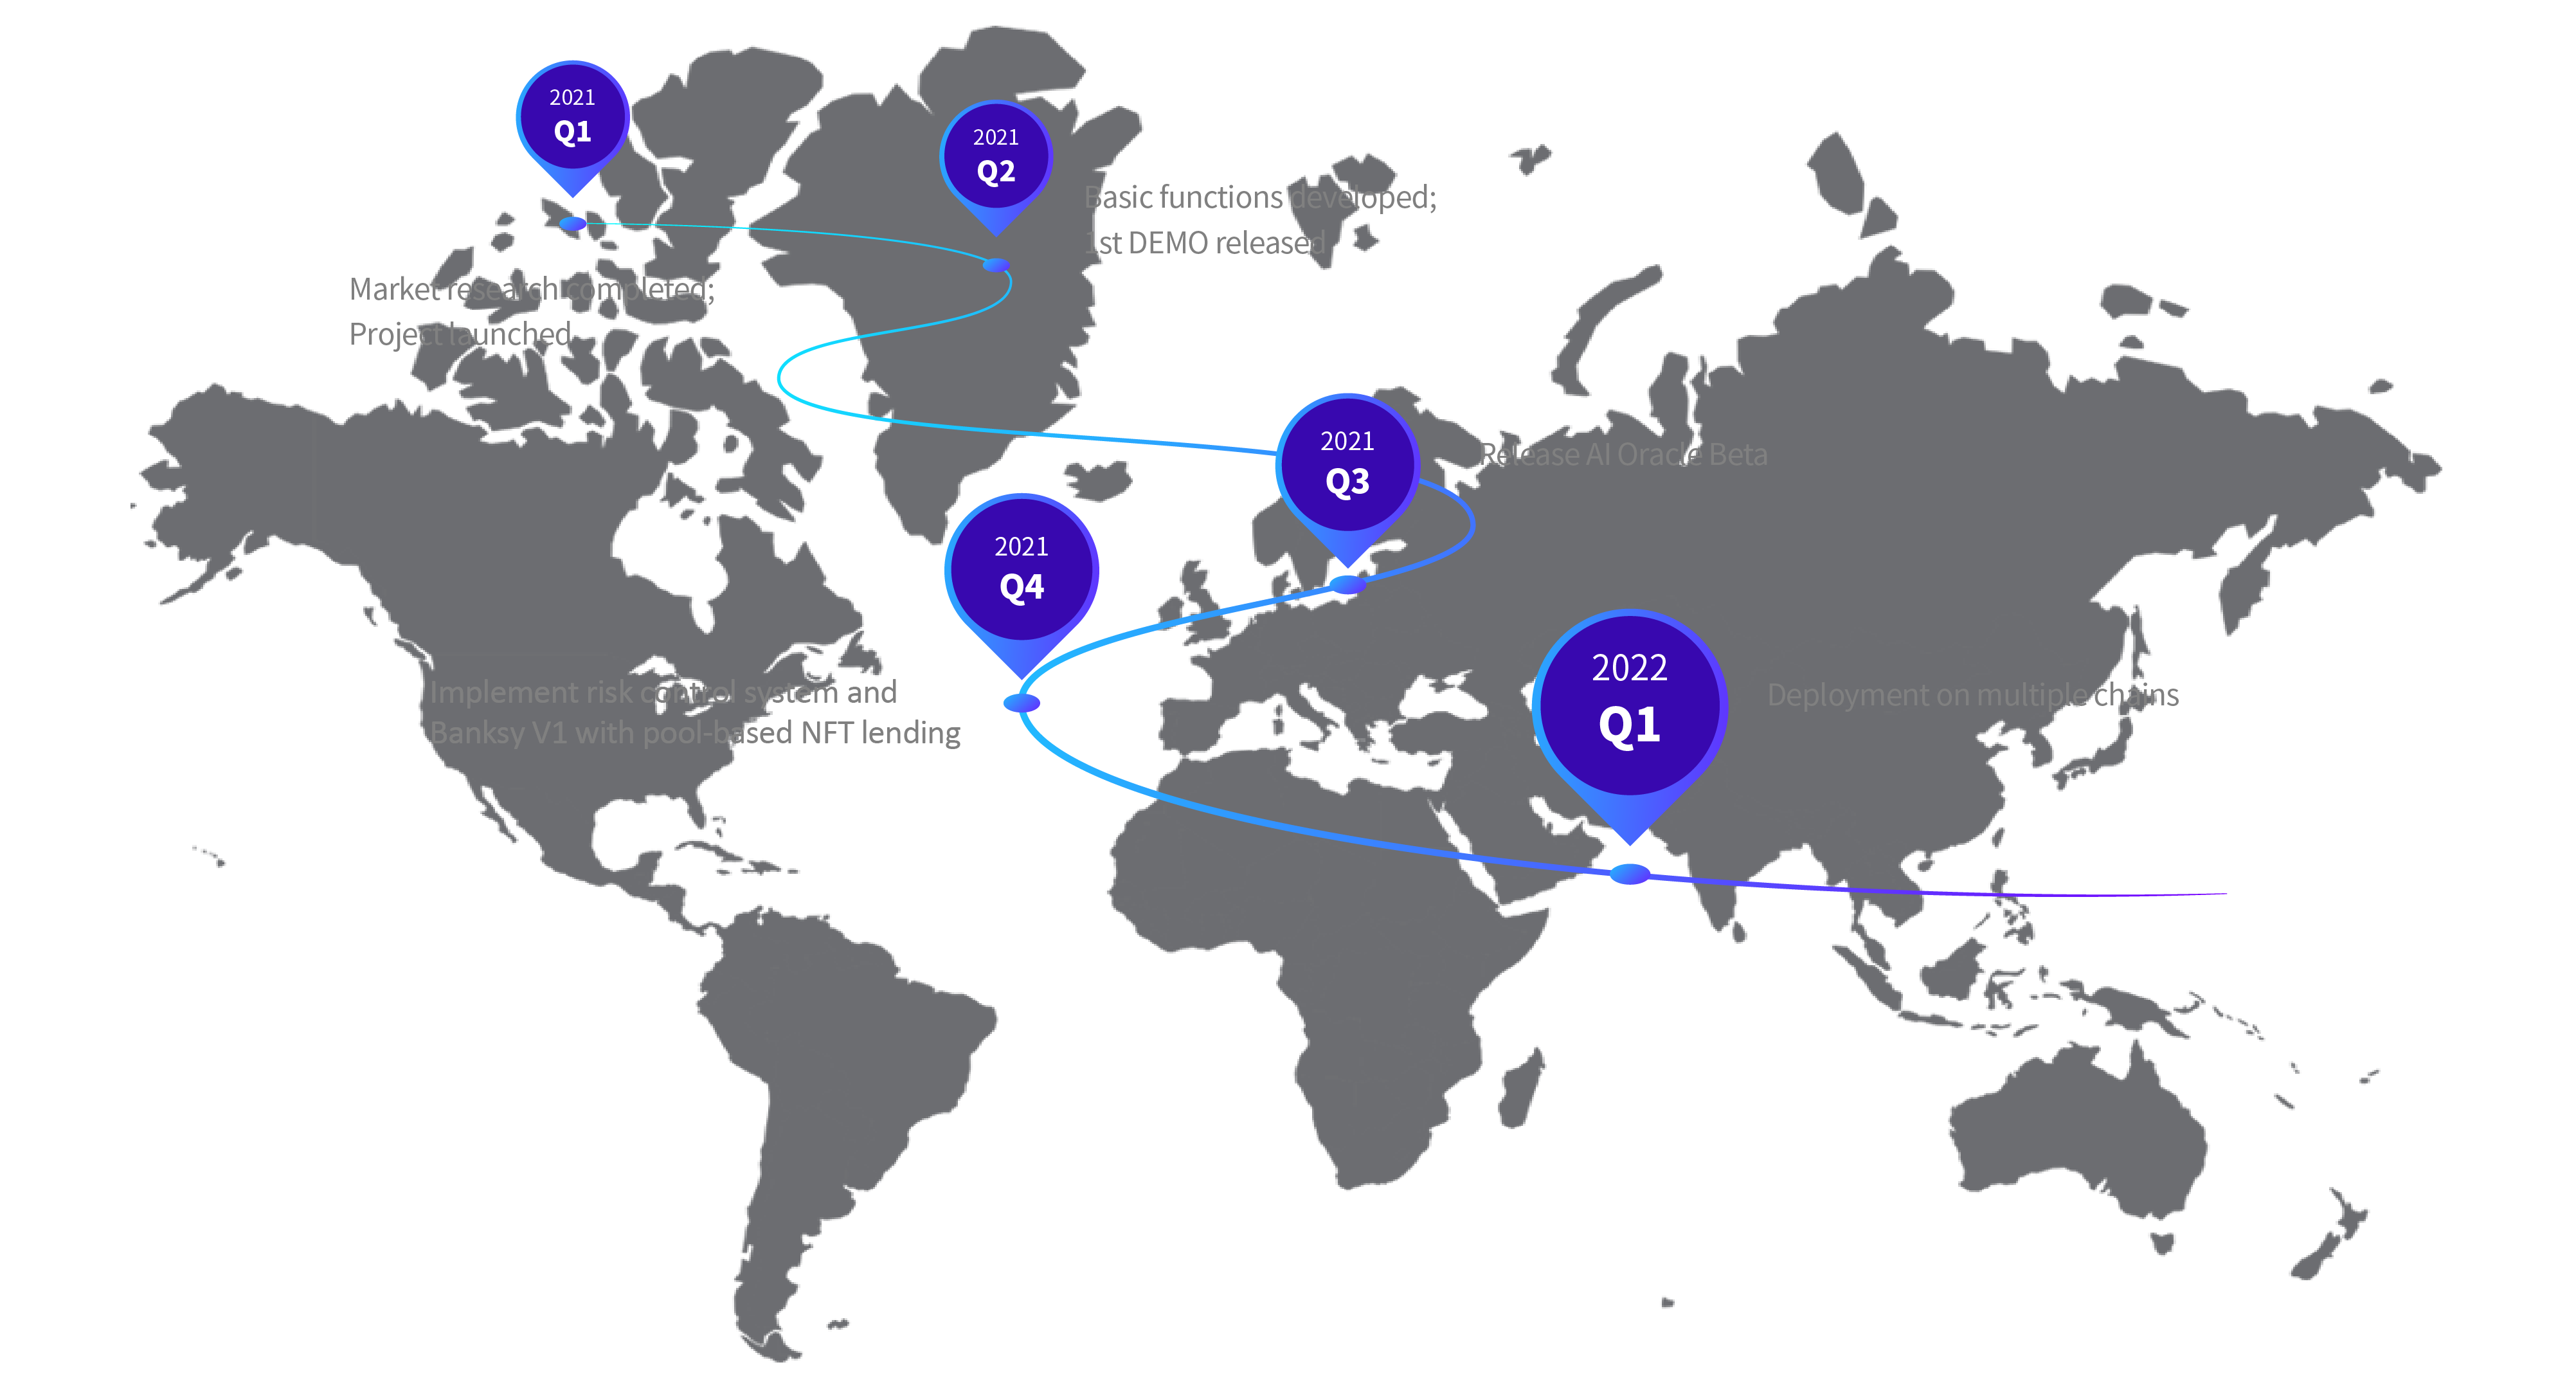 2021
Q1
Market research completed;
Project launched
2021
Q2
Basic functions developed;
1st DEMO released
2021
Q3
Release AI Oracle Beta
2021
Q4
Implement risk control system and
Banksy V1 with pool-based NFT lending
2022
Q1
Deployment on multiple chains